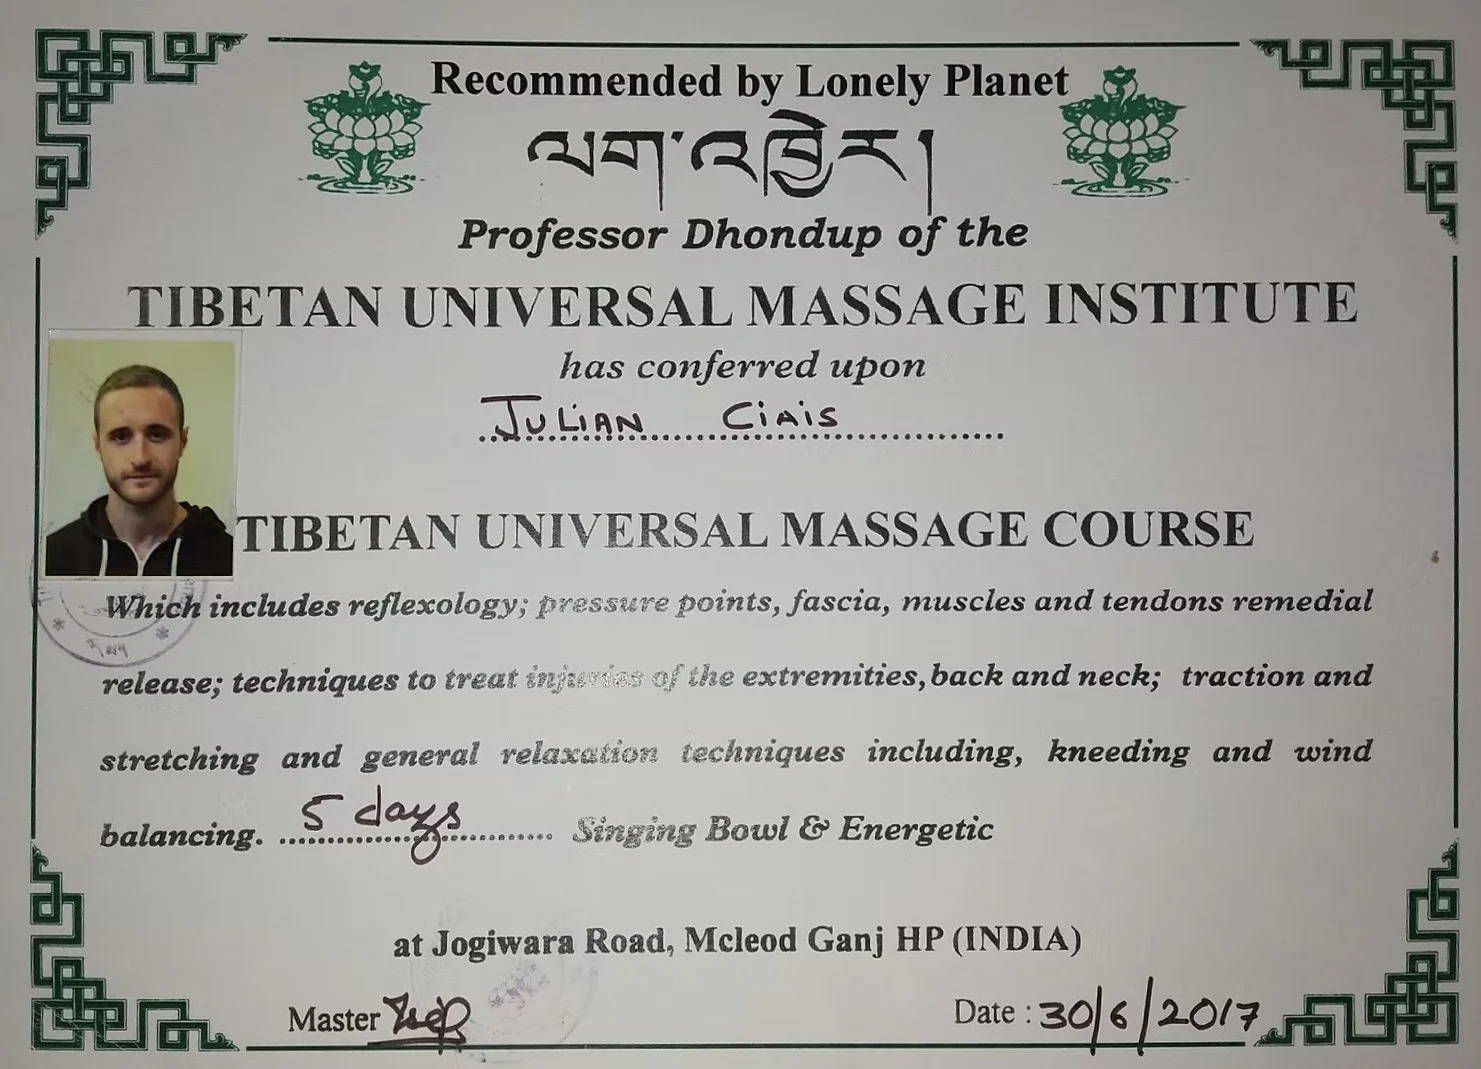 Recommended by Lonely Planet
ལག་འཁྱེར།
Professor Dhondup of the
TIBETAN UNIVERSAL MASSAGE INSTITUTE
has conferred upon
JULIAN CIAIS
TIBETAN UNIVERSAL MASSAGE COURSE
Which includes reflexology; pressure points, fascia, muscles and tendons remedial
release; techniques to treat injuries of the extremities, back and neck; traction and
stretching and general relaxation techniques including, kneeding and wind
balancing. 5 days Singing Bowl & Energetic
at Jogiwara Road, Mcleod Ganj HP (INDIA)
Master
Date : 30/6/2017